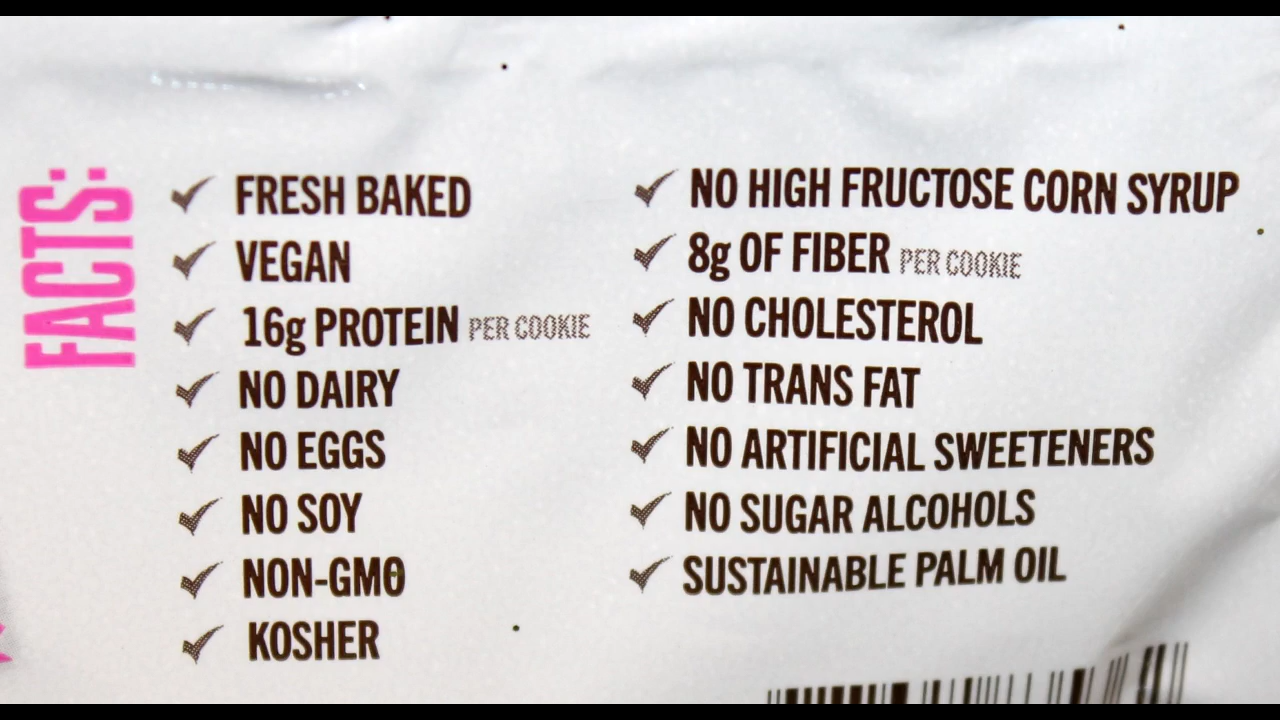 FACTS:
FRESH BAKED
VEGAN
16g PROTEIN PER COOKIE
NO DAIRY
NO EGGS
NO SOY
NON-GMO
KOSHER
NO HIGH FRUCTOSE CORN SYRUP
8g OF FIBER PER COOKIE
NO CHOLESTEROL
NO TRANS FAT
NO ARTIFICIAL SWEETENERS
NO SUGAR ALCOHOLS
SUSTAINABLE PALM OIL